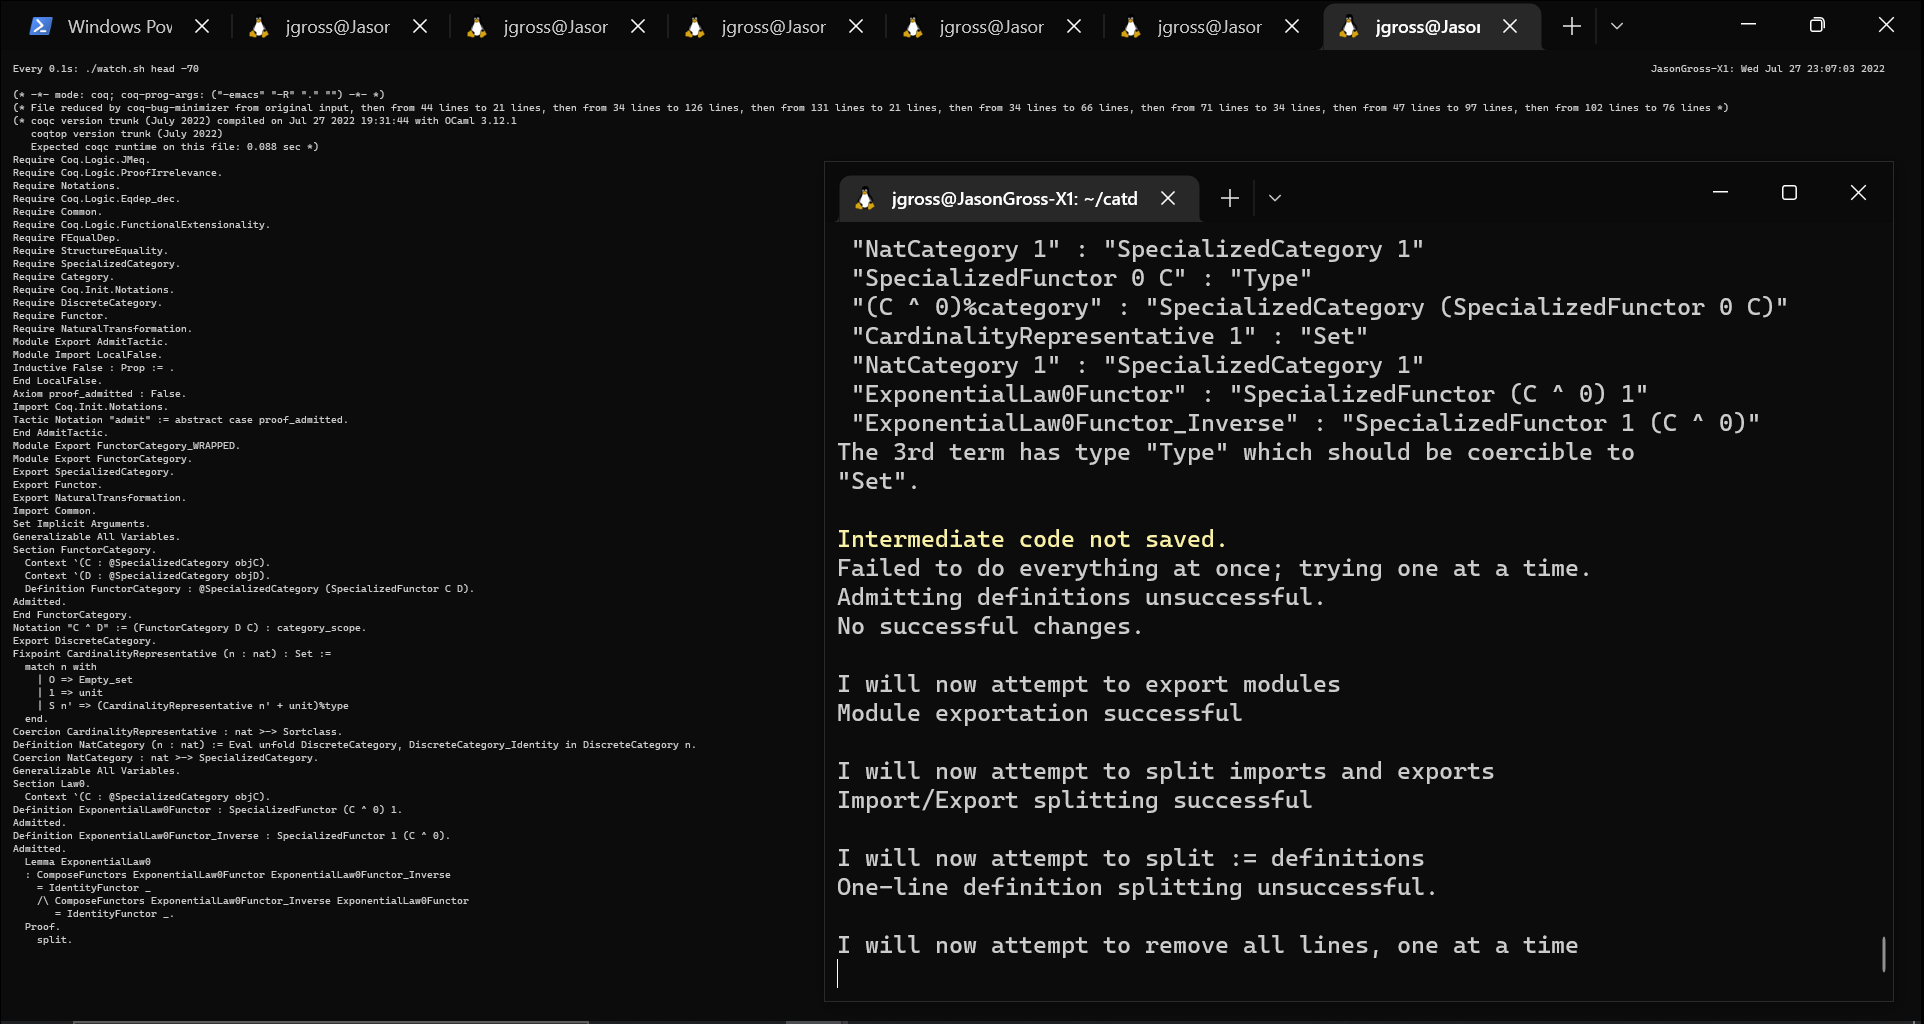 Windows Pov
jgross@Jasor
jgross@Jasor
jgross@Jasor
jgross@Jasor
jgross@Jasor
jgross@Jasor
Every 0.1s: ./watch.sh head -70
JasonGross-X1: Wed Jul 27 23:07:03 2022
(* -*- mode: coq; coq-prog-args: ("-emacs" "-R" "." "") -*- *)
(* File reduced by coq-bug-minimizer from original input, then from 44 lines to 21 lines, then from 34 lines to 126 lines, then from 131 lines to 21 lines, then from 34 lines to 66 lines, then from 71 lines to 34 lines, then from 47 lines to 97 lines, then from 102 lines to 76 lines *)
(* coqc version trunk (July 2022) compiled on Jul 27 2022 19:31:44 with OCaml 3.12.1
   coqtop version trunk (July 2022)
   Expected coqc runtime on this file: 0.088 sec *)
Require Coq.Logic.JMeq.
Require Coq.Logic.ProofIrrelevance.
Require Notations.
Require Coq.Logic.Eqdep_dec.
Require Common.
Require Coq.Logic.FunctionalExtensionality.
Require FEqualDep.
Require StructureEquality.
Require SpecializedCategory.
Require Category.
Require Coq.Init.Notations.
Require DiscreteCategory.
Require Functor.
Require NaturalTransformation.
Module Export AdmitTactic.
Module Import LocalFalse.
Inductive False : Prop := .
End LocalFalse.
Axiom proof_admitted : False.
Import Coq.Init.Notations.
Tactic Notation "admit" := abstract case proof_admitted.
End AdmitTactic.
Module Export FunctorCategory_WRAPPED.
Module Export FunctorCategory.
Export SpecializedCategory.
Export Functor.
Export NaturalTransformation.
Import Common.
Set Implicit Arguments.
Generalizable All Variables.
Section FunctorCategory.
  Context `(C : @SpecializedCategory objC).
  Context `(D : @SpecializedCategory objD).
  Definition FunctorCategory : @SpecializedCategory (SpecializedFunctor C D).
Admitted.
End FunctorCategory.
Notation "C ^ D" := (FunctorCategory D C) : category_scope.
Export DiscreteCategory.
Fixpoint CardinalityRepresentative (n : nat) : Set :=
  match n with
    | O => Empty_set
    | 1 => unit
    | S n' => (CardinalityRepresentative n' + unit)%type
  end.
Coercion CardinalityRepresentative : nat >-> Sortclass.
Definition NatCategory (n : nat) := Eval unfold DiscreteCategory, DiscreteCategory_Identity in DiscreteCategory n.
Coercion NatCategory : nat >-> SpecializedCategory.
Generalizable All Variables.
Section Law0.
  Context `(C : @SpecializedCategory objC).
Definition ExponentialLaw0Functor : SpecializedFunctor (C ^ 0) 1.
Admitted.
Definition ExponentialLaw0Functor_Inverse : SpecializedFunctor 1 (C ^ 0).
Admitted.
  Lemma ExponentialLaw0
  : ComposeFunctors ExponentialLaw0Functor ExponentialLaw0Functor_Inverse
    = IdentityFunctor _
    /\ ComposeFunctors ExponentialLaw0Functor_Inverse ExponentialLaw0Functor
       = IdentityFunctor _.
  Proof.
    split.
jgross@JasonGross-X1: ~/catd
"NatCategory 1" : "SpecializedCategory 1"
"SpecializedFunctor 0 C" : "Type"
"(C ^ 0)%category" : "SpecializedCategory (SpecializedFunctor 0 C)"
"CardinalityRepresentative 1" : "Set"
"NatCategory 1" : "SpecializedCategory 1"
"ExponentialLaw0Functor" : "SpecializedFunctor (C ^ 0) 1"
"ExponentialLaw0Functor_Inverse" : "SpecializedFunctor 1 (C ^ 0)"
The 3rd term has type "Type" which should be coercible to
"Set".
Intermediate code not saved.
Failed to do everything at once; trying one at a time.
Admitting definitions unsuccessful.
No successful changes.
I will now attempt to export modules
Module exportation successful
I will now attempt to split imports and exports
Import/Export splitting successful
I will now attempt to split := definitions
One-line definition splitting unsuccessful.
I will now attempt to remove all lines, one at a time